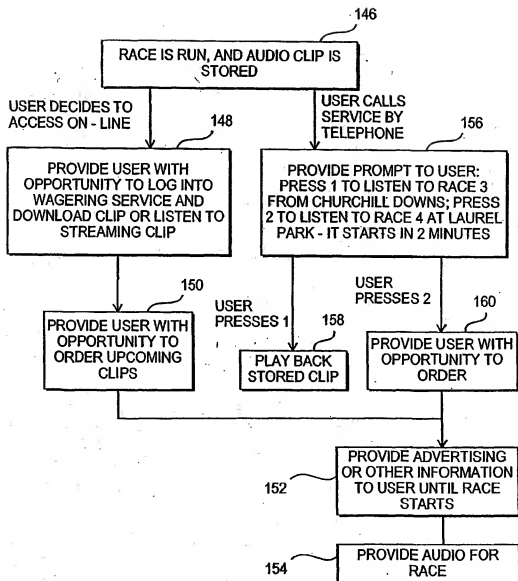 146
RACE IS RUN, AND AUDIO CLIP IS
STORED
USER DECIDES TO
ACCESS ON - LINE
148
USER CALLS
SERVICE BY
TELEPHONE
156
PROVIDE USER WITH
OPPORTUNITY TO LOG INTO
WAGERING SERVICE AND
DOWNLOAD CLIP OR LISTEN TO
STREAMING CLIP
PROVIDE PROMPT TO USER:
PRESS 1 TO LISTEN TO RACE 3
FROM CHURCHILL DOWNS; PRESS
2 TO LISTEN TO RACE 4 AT LAUREL
PARK - IT STARTS IN 2 MINUTES
150
PROVIDE USER WITH
OPPORTUNITY TO
ORDER UPCOMING
CLIPS
USER
PRESSES 1
158
PLAY BACK
STORED CLIP
USER
PRESSES 2
160
PROVIDE USER WITH
OPPORTUNITY TO
ORDER
152
PROVIDE ADVERTISING
OR OTHER INFORMATION
TO USER UNTIL RACE
STARTS
154
PROVIDE AUDIO FOR
RACE